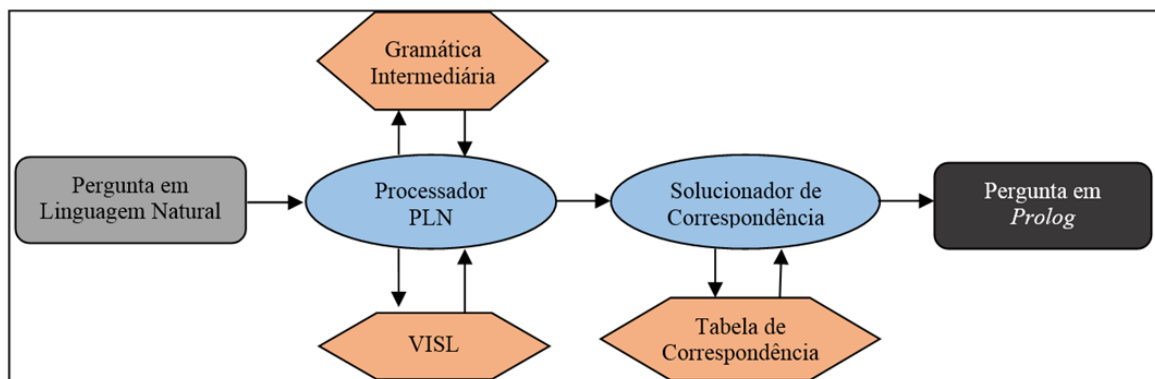 Gramática
Intermediária
Pergunta em
Linguagem Natural
Processador
PLN
Solucionador de
Correspondência
Pergunta em
Prolog
VISL
Tabela de
Correspondência